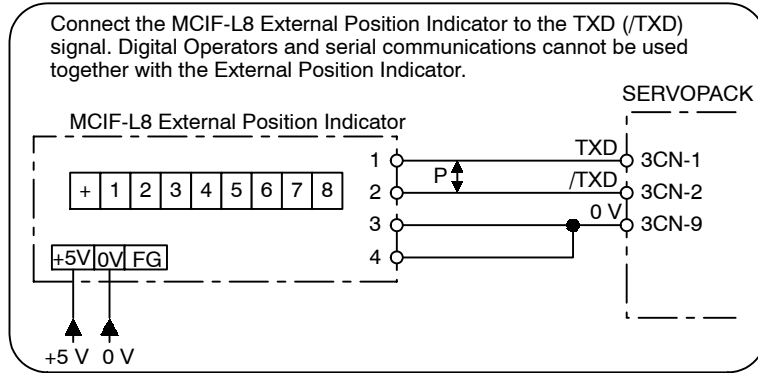 Connect the MCIF-L8 External Position Indicator to the TXD (/TXD)
signal. Digital Operators and serial communications cannot be used
together with the External Position Indicator.
SERVOPACK
MCIF-L8 External Position Indicator
1 TXD 3CN-1
P
+ 1 2 3 4 5 6 7 8
2 /TXD 3CN-2
3 0 V 3CN-9
+5V 0V FG
4
+5 V 0 V